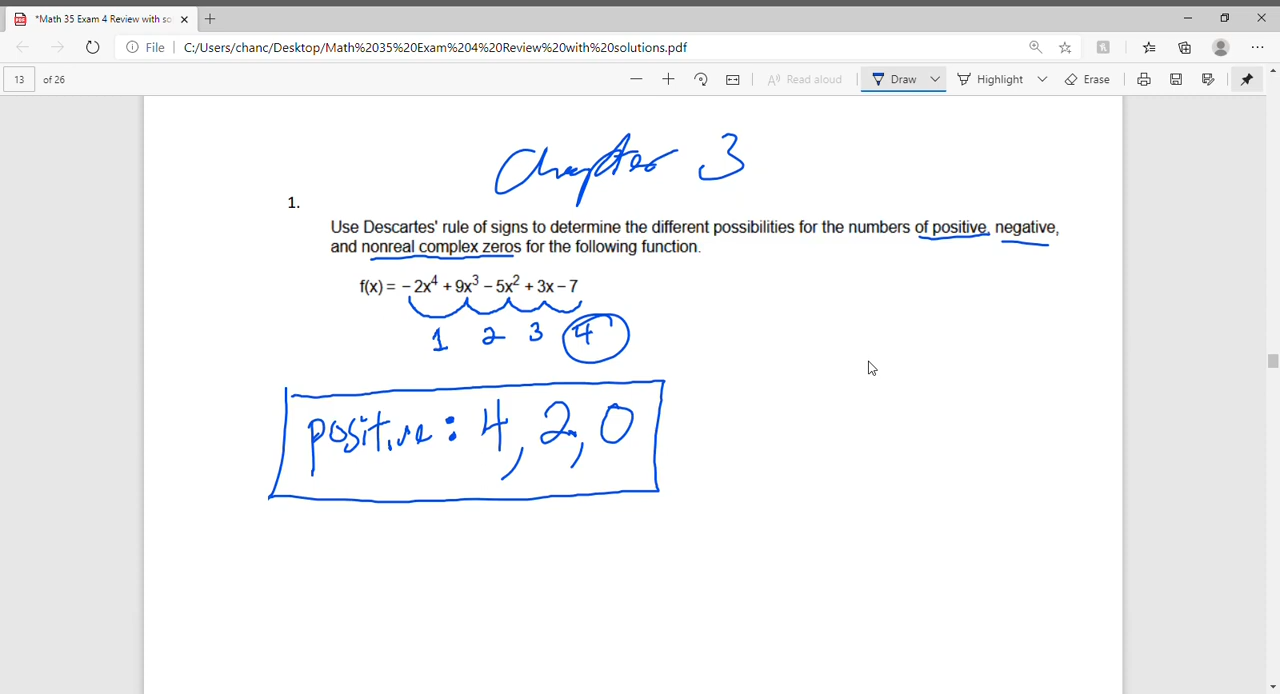 *Math 35 Exam 4 Review with so
File
C:/Users/chanc/Desktop/Math%2035%20Exam%204%20Review%20with%20solutions.pdf
13 of 26
Read aloud
Draw
Highlight
Erase
Chapter 3
1.
Use Descartes' rule of signs to determine the different possibilities for the numbers of positive, negative,
and nonreal complex zeros for the following function.
f(x) = − 2x⁴ + 9x³ − 5x² + 3x − 7
1 2 3 4
positive: 4, 2, 0